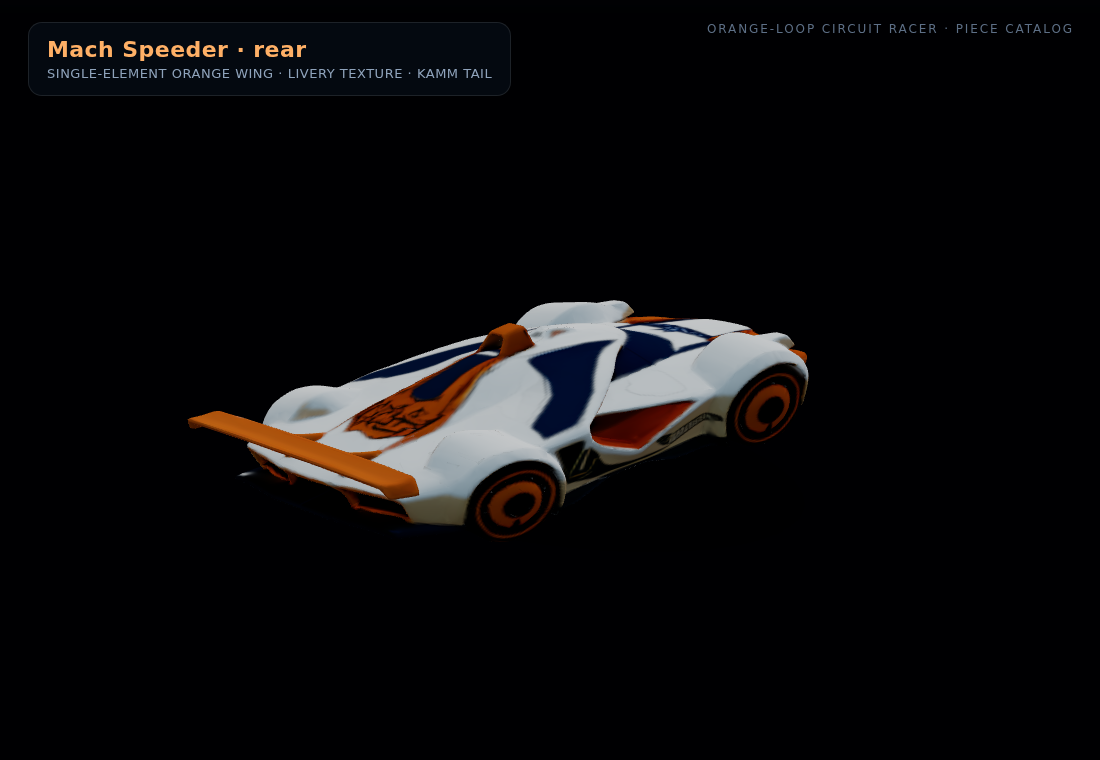 Mach Speeder · rear
SINGLE-ELEMENT ORANGE WING · LIVERY TEXTURE · KAMM TAIL
ORANGE-LOOP CIRCUIT RACER · PIECE CATALOG